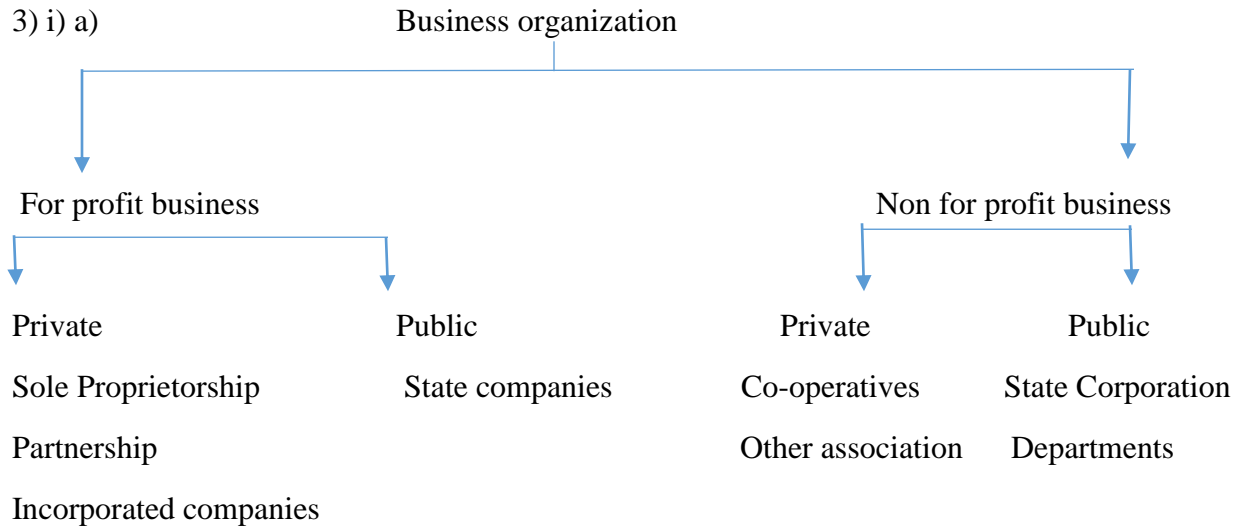 3) i) a) Business organization
For profit business Non for profit business
Private Public Private Public
Sole Proprietorship State companies Co-operatives State Corporation
Partnership Other association Departments
Incorporated companies